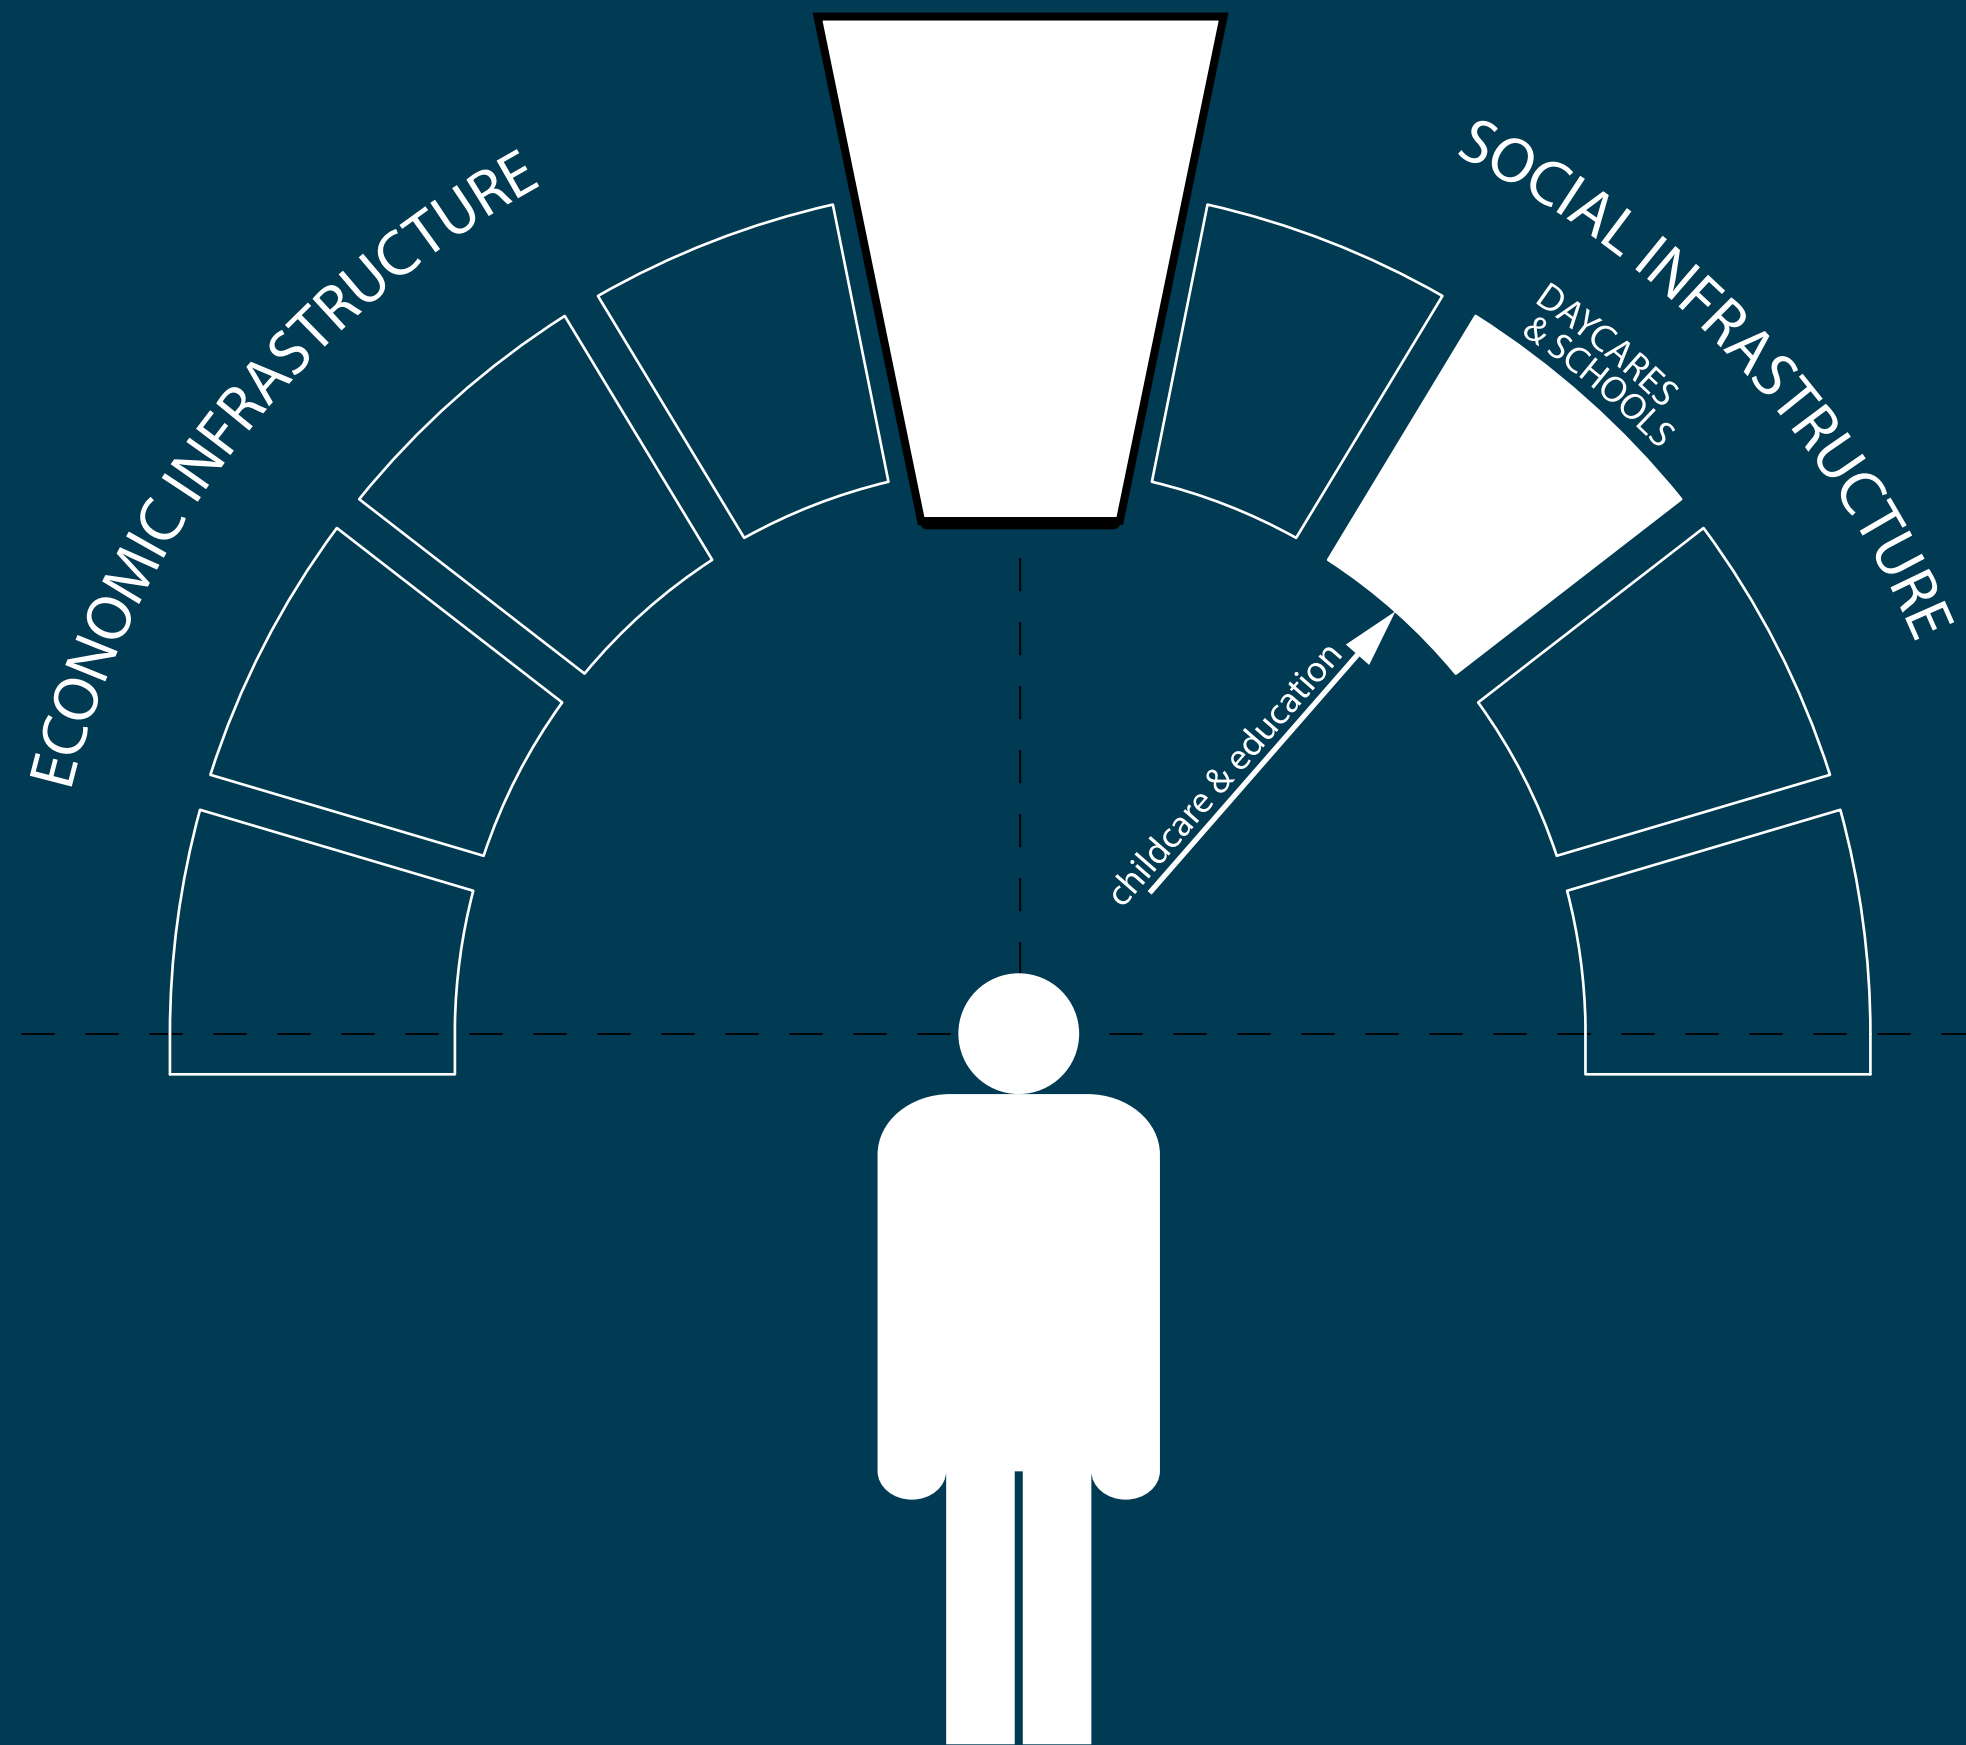 ECONOMIC INFRASTRUCTURE
SOCIAL INFRASTRUCTURE
DAYCARES
& SCHOOLS
childcare & education